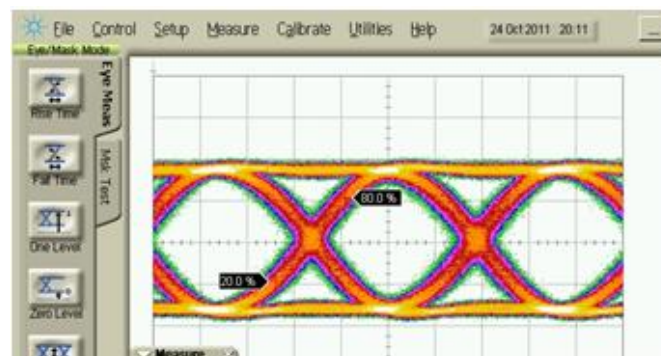 File Control Setup Measure Calibrate Utilities Help 24 Oct 2011 20:11
Eye/Mask Mode
Eye Meas
Rise Time
Msk Test
Fall Time
80.0 %
One Level
20.0 %
Zero Level
Measure